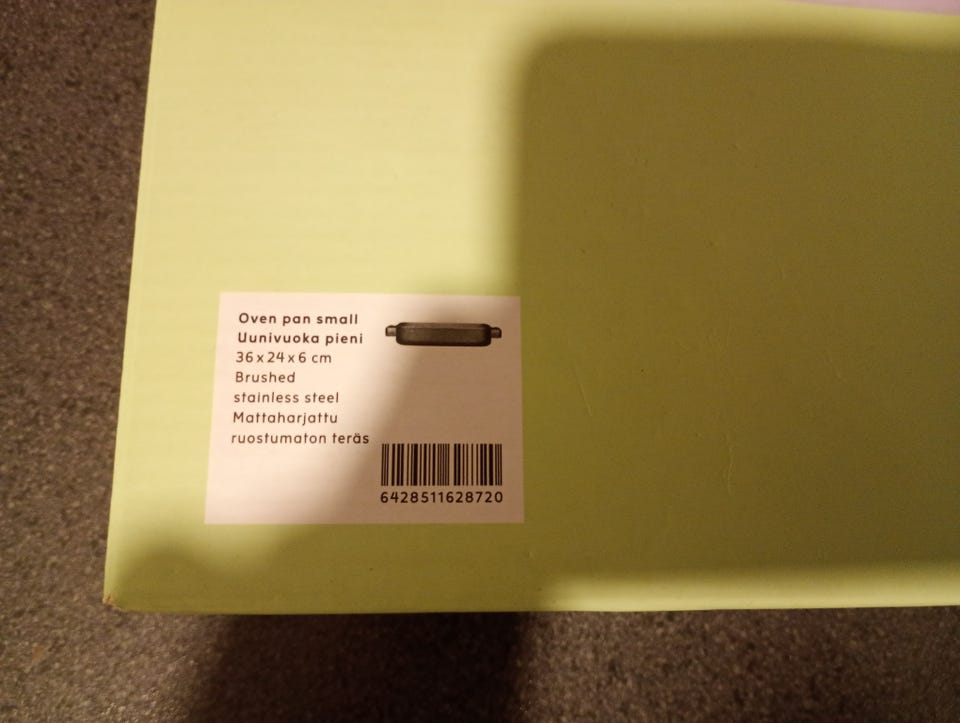 Oven pan small
Uunivuoka pieni
36 x 24 x 6 cm
Brushed
stainless steel
Mattaharjattu
ruostumaton teräs
6428511628720